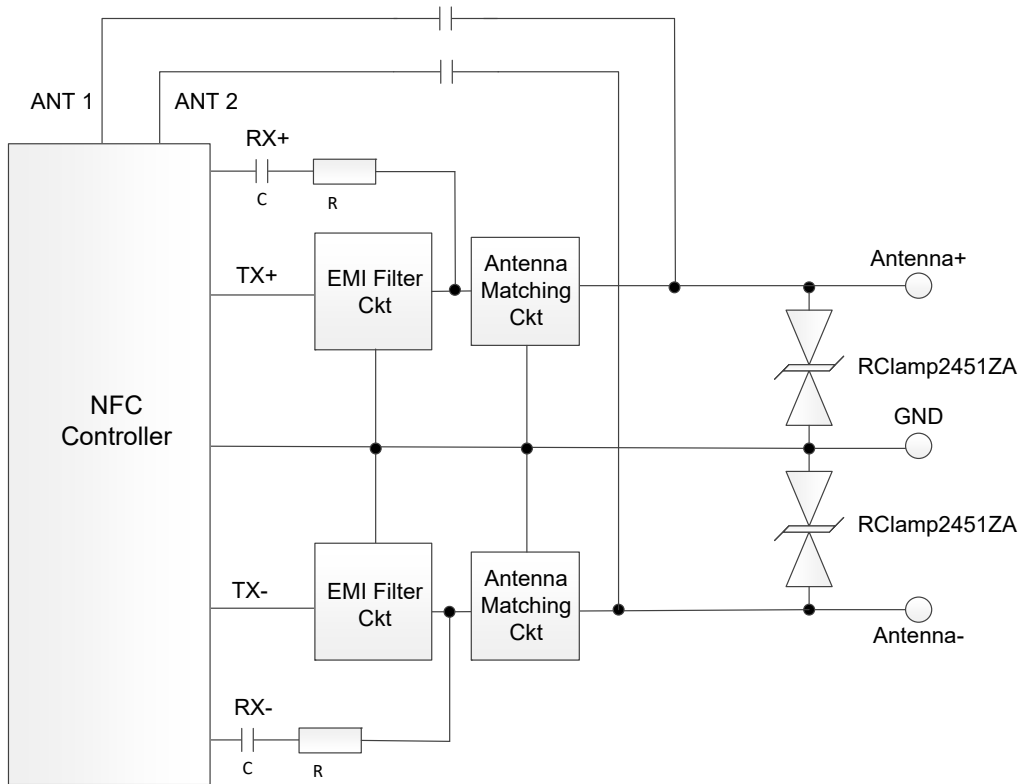 ANT 1
ANT 2
RX+
C
R
TX+
EMI Filter
Ckt
Antenna
Matching
Ckt
Antenna+
RClamp2451ZA
NFC
Controller
GND
RClamp2451ZA
TX-
EMI Filter
Ckt
Antenna
Matching
Ckt
Antenna-
RX-
C
R